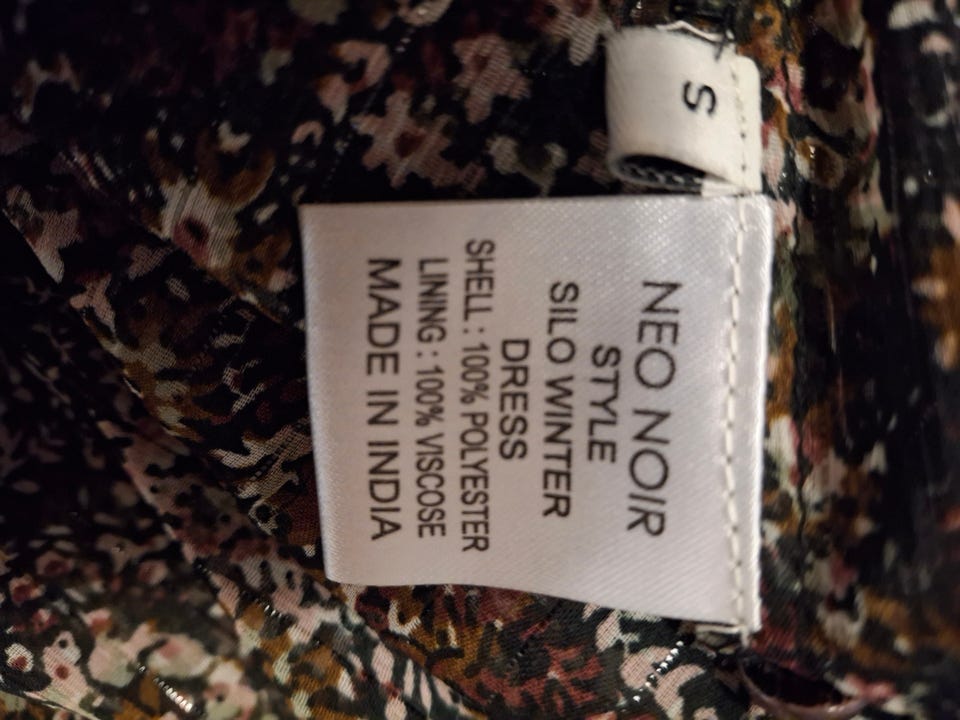 S
NEO NOIR
STYLE
SILO WINTER
DRESS
SHELL : 100% POLYESTER
LINING : 100% VISCOSE
MADE IN INDIA